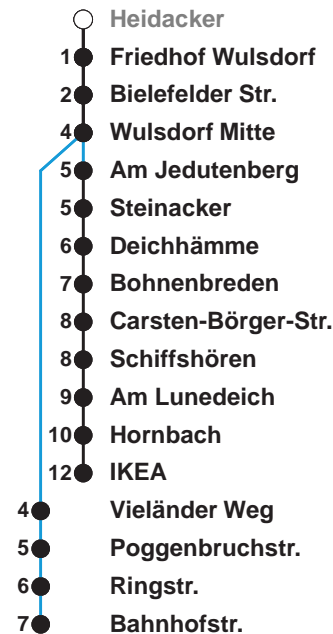 Heidacker
1 Friedhof Wulsdorf
2 Bielefelder Str.
4 Wulsdorf Mitte
5 Am Jedutenberg
5 Steinacker
6 Deichhämme
7 Bohnenbreden
8 Carsten-Börger-Str.
8 Schiffshören
9 Am Lunedeich
10 Hornbach
12 IKEA
4 Vieländer Weg
5 Poggenbruchstr.
6 Ringstr.
7 Bahnhofstr.